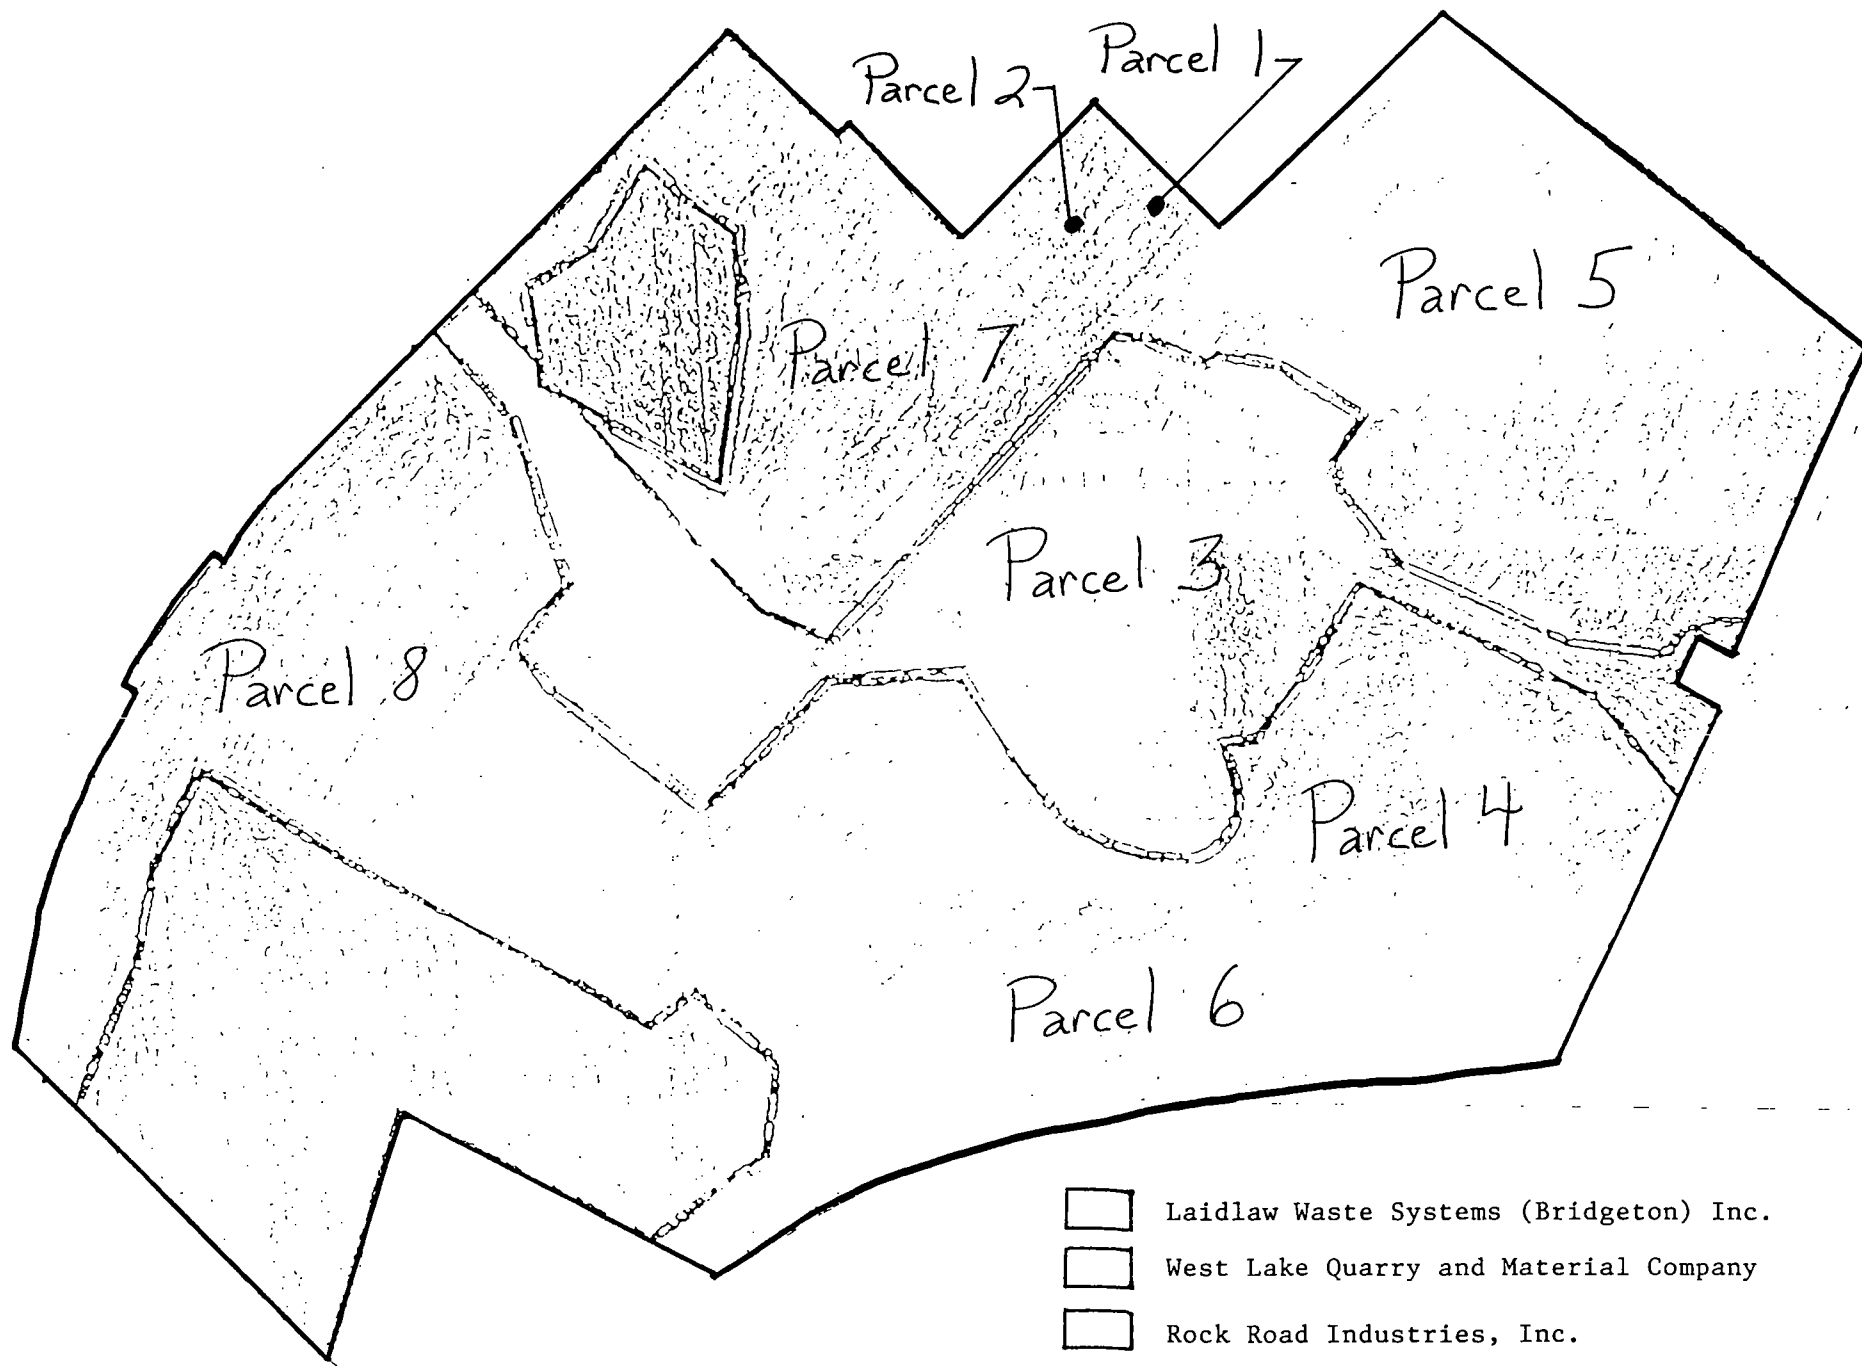 Parcel 1
Parcel 2
Parcel 5
Parcel 7
Parcel 3
Parcel 8
Parcel 4
Parcel 6
Laidlaw Waste Systems (Bridgeton) Inc.
West Lake Quarry and Material Company
Rock Road Industries, Inc.